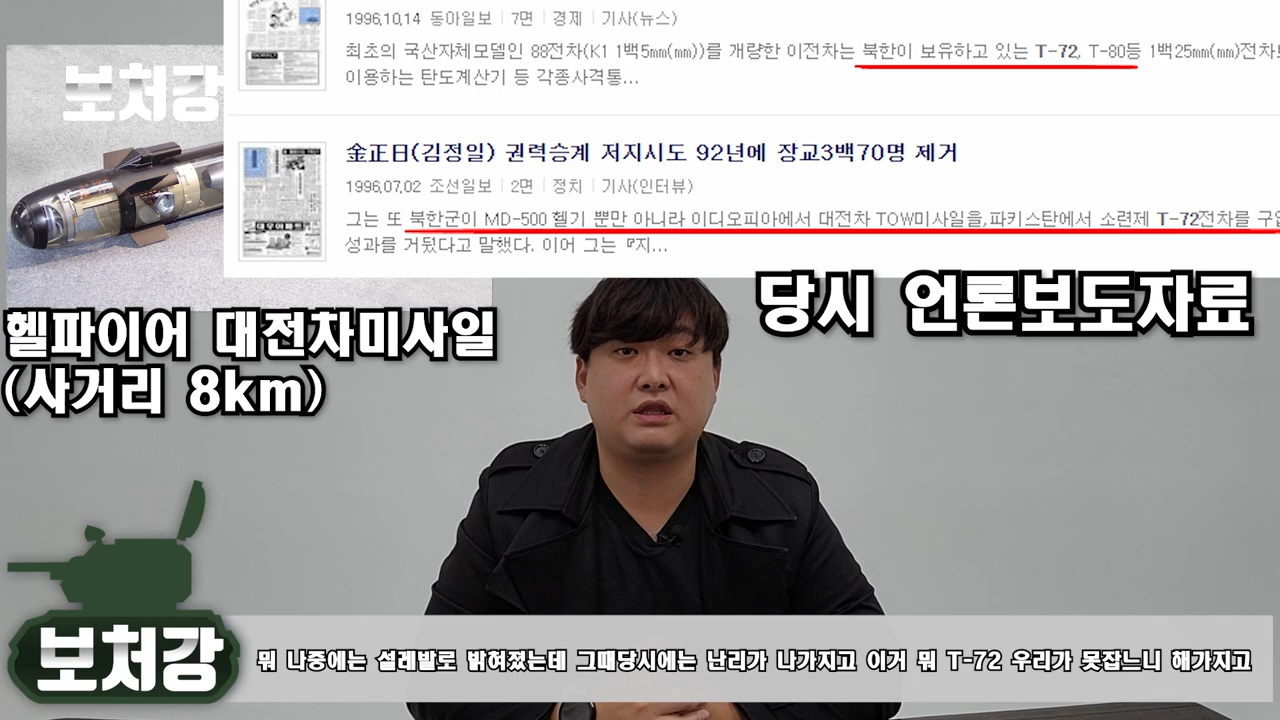 1996.10.14 동아일보 | 7면 | 경제 | 기사(뉴스)
최초의 국산자체모델인 88전차(K1 1백5㎜(㎜))를 개량한 이전차는 북한이 보유하고 있는 T-72, T-80등 1백25㎜(㎜)전차포
이용하는 탄도계산기 등 각종사격통...
金正日(김정일) 권력승계 저지시도 92년에 장교3백70명 제거
1996.07.02 조선일보 | 2면 | 정치 | 기사(인터뷰)
그는 또 북한군이 MD-500 헬기 뿐만 아니라 이디오피아에서 대전차 TOW미사일을,파키스탄에서 소련제 T-72전차를 구입
성과를 거뒀다고 말했다. 이어 그는 『지...
보처강
당시 언론보도자료
헬파이어 대전차미사일
(사거리 8km)
보처강
뭐 나중에는 설레발로 밝혀졌는데 그때당시에는 난리가 나가지고 이거 뭐 T-72 우리가 못잡느니 해가지고